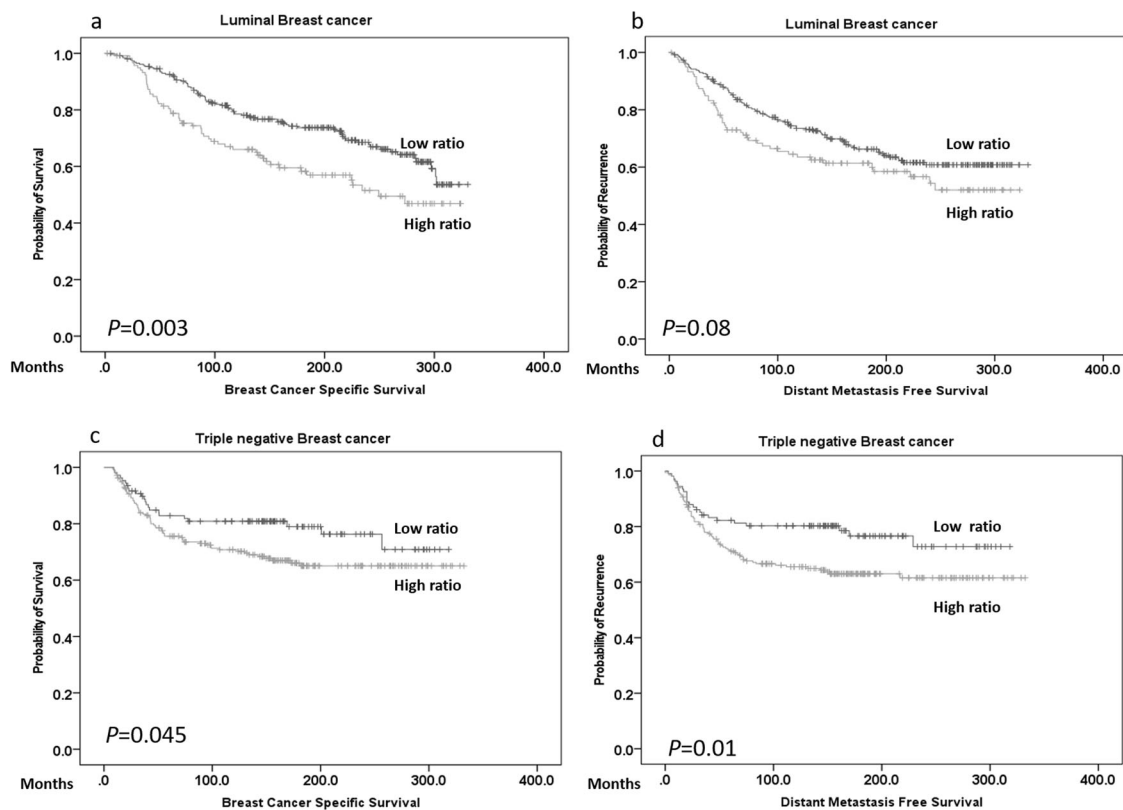 a
Luminal Breast cancer
1.0
0.8
0.6
0.4
0.2
0.0
Probability of Survival
Low ratio
High ratio
P=0.003
Months
.0 100.0 200.0 300.0 400.0
Breast Cancer Specific Survival
b
Luminal Breast cancer
1.0
0.8
0.6
0.4
0.2
0.0
Probability of Recurrence
Low ratio
High ratio
P=0.08
Months
.0 100.0 200.0 300.0 400.0
Distant Metastasis Free Survival
c
Triple negative Breast cancer
1.0
0.8
0.6
0.4
0.2
0.0
Probability of Survival
Low ratio
High ratio
P=0.045
Months
.0 100.0 200.0 300.0 400.0
Breast Cancer Specific Survival
d
Triple negative Breast cancer
1.0
0.8
0.6
0.4
0.2
0.0
Probability of Recurrence
Low ratio
High ratio
P=0.01
Months
.0 100.0 200.0 300.0 400.0
Distant Metastasis Free Survival